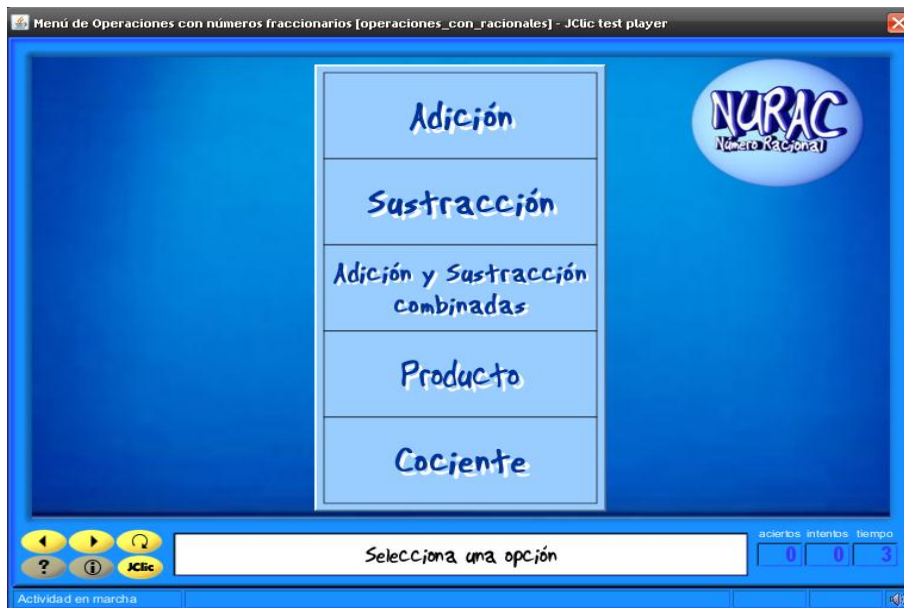 Menú de Operaciones con números fraccionarios [operaciones_con_racionales] - JClic test player
Adición
NURAC
Número Racional
Sustracción
Adición y Sustracción
combinadas
Producto
Cociente
? i JClic
Selecciona una opción
aciertos intentos tiempo
0 0 3
Actividad en marcha